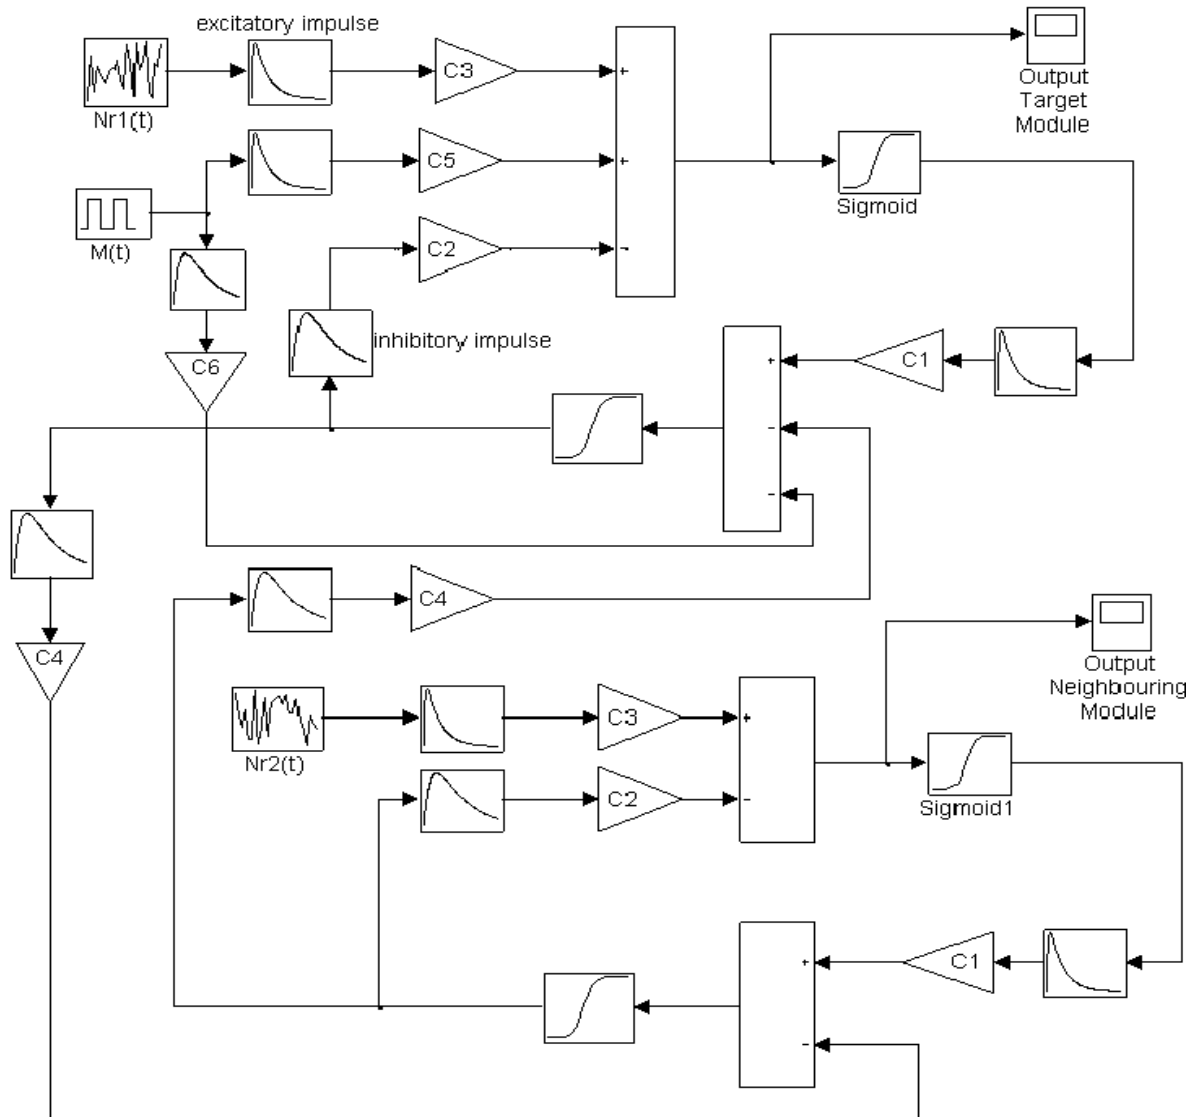 excitatory impulse
Nr1(t)
C3
+
Output
Target
Module
C5
+
Sigmoid
M(t)
C2
-
inhibitory impulse
C6
+
C1
-
-
C4
C4
Output
Neighbouring
Module
Nr2(t)
C3
+
C2
-
Sigmoid1
+
C1
-